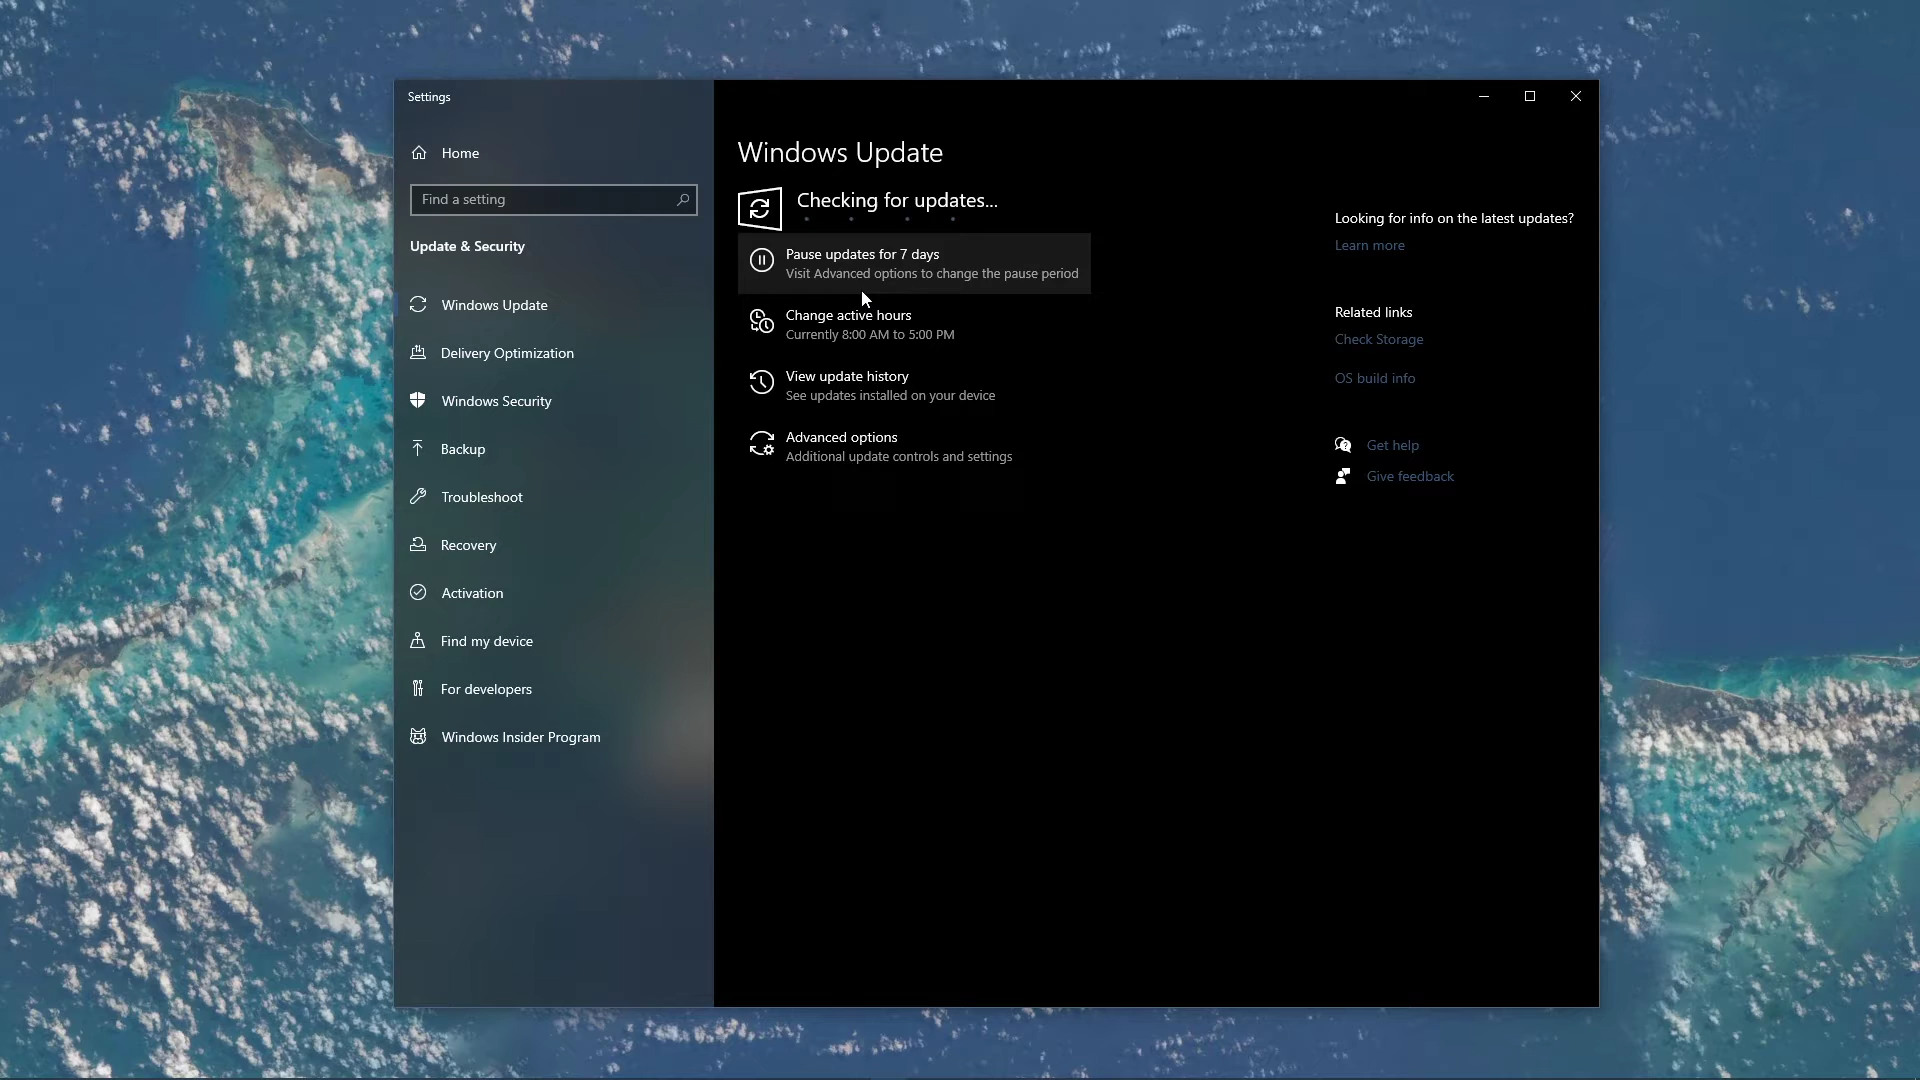 Settings
Home
Find a setting
Update & Security
Windows Update
Delivery Optimization
Windows Security
Backup
Troubleshoot
Recovery
Activation
Find my device
For developers
Windows Insider Program
Windows Update
Checking for updates...
Pause updates for 7 days
Visit Advanced options to change the pause period
Change active hours
Currently 8:00 AM to 5:00 PM
View update history
See updates installed on your device
Advanced options
Additional update controls and settings
Looking for info on the latest updates?
Learn more
Related links
Check Storage
OS build info
Get help
Give feedback